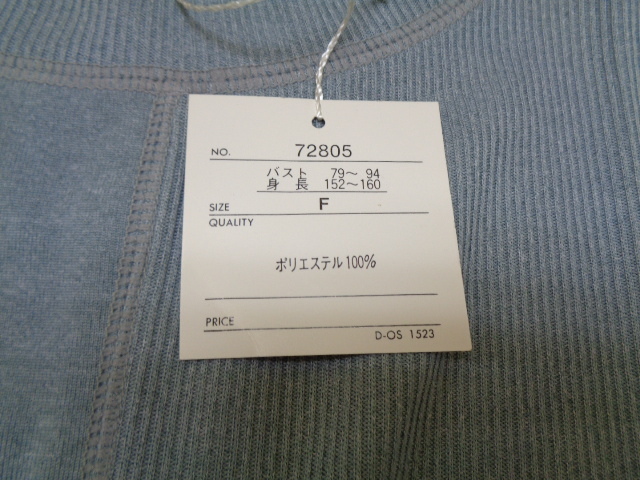 NO. 72805
バスト 79〜 94
身長 152〜160
SIZE F
QUALITY
ポリエステル100%
PRICE
D-OS 1523